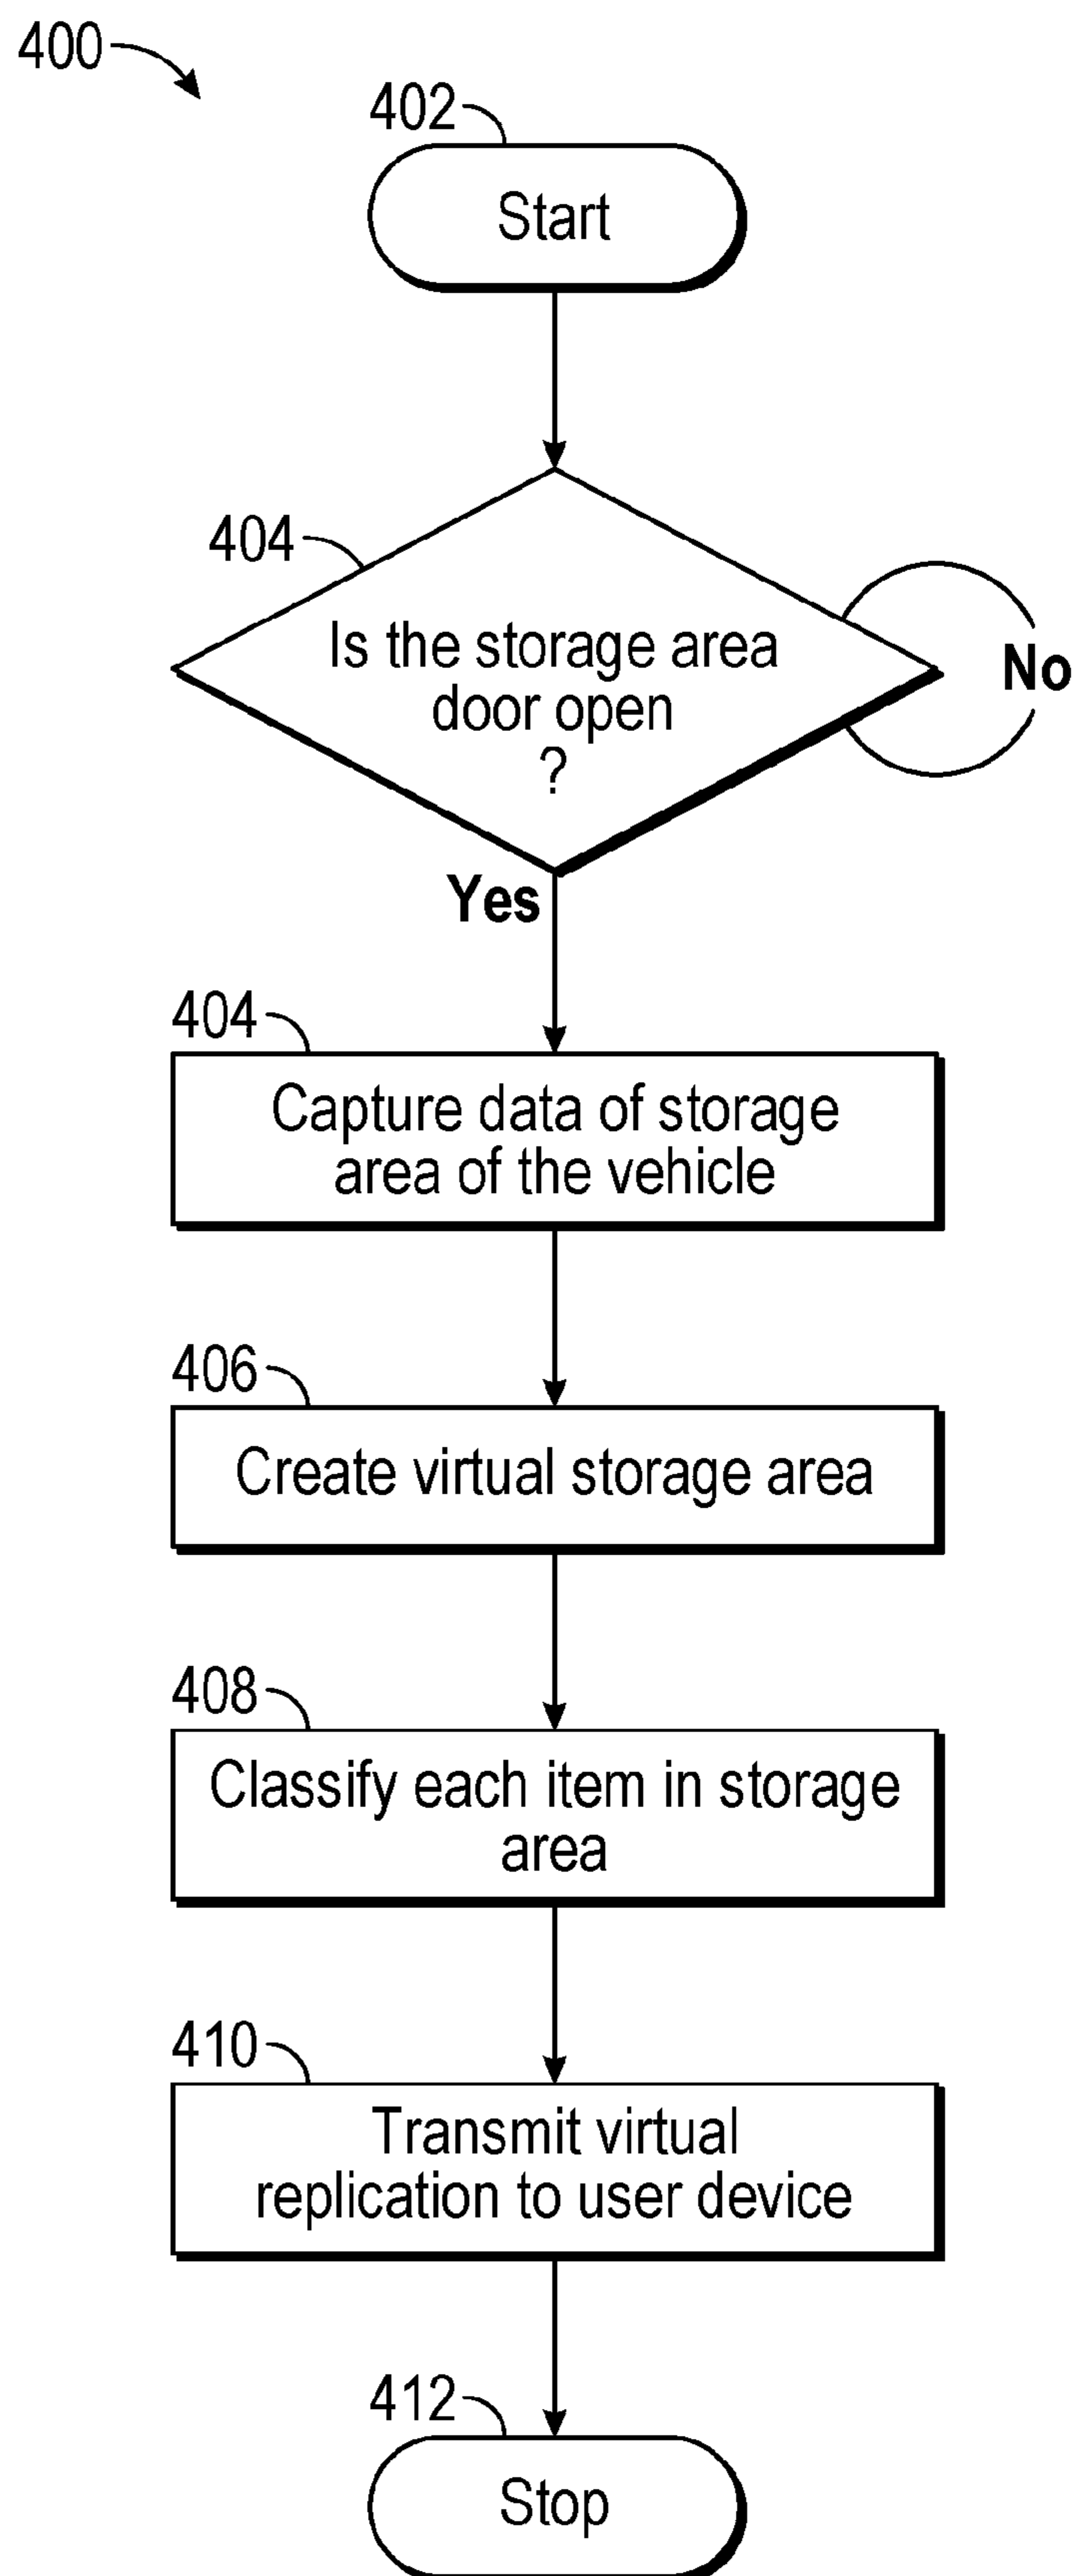 400
402
Start
404
Is the storage area
door open
?
No
Yes
404
Capture data of storage
area of the vehicle
406
Create virtual storage area
408
Classify each item in storage
area
410
Transmit virtual
replication to user device
412
Stop